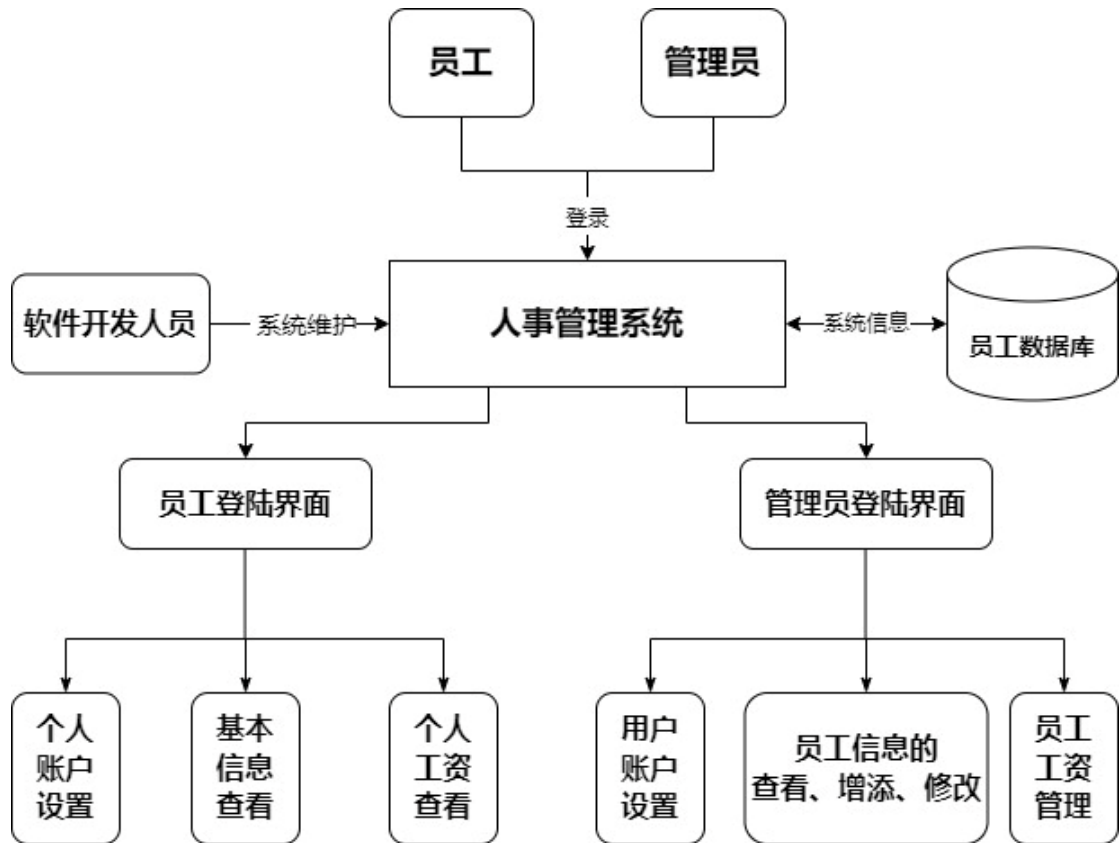 员工
管理员
登录
软件开发人员
系统维护
人事管理系统
系统信息
员工数据库
员工登陆界面
管理员登陆界面
个人
账户
设置
基本
信息
查看
个人
工资
查看
用户
账户
设置
员工信息的
查看、增添、修改
员工
工资
管理